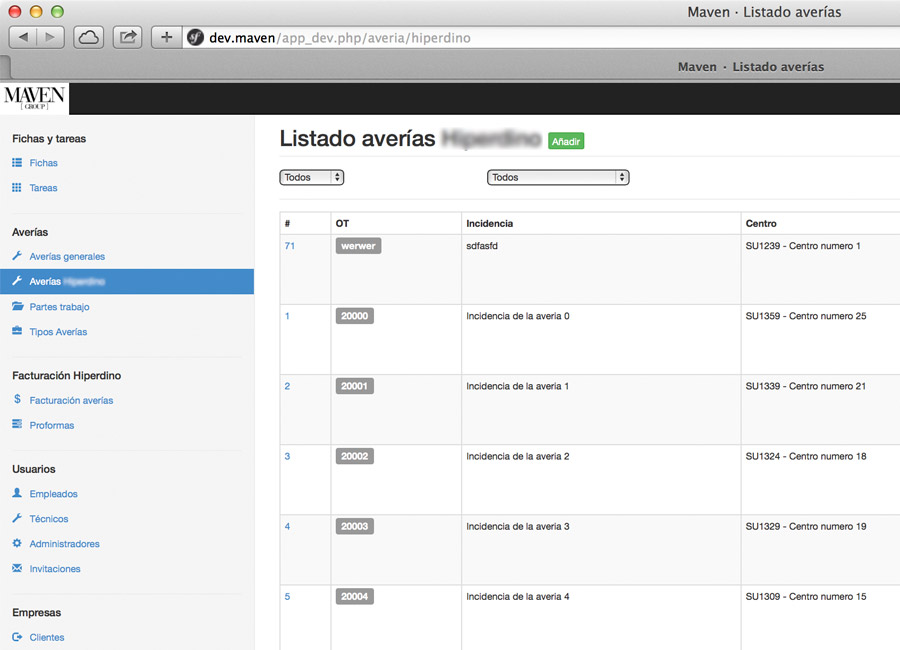 Maven · Listado averías
dev.maven/app_dev.php/averia/hiperdino
Maven · Listado averías
MAVEN
[GROUP]
Fichas y tareas
Fichas
Tareas
Averías
Averías generales
Averías
Partes trabajo
Tipos Averías
Facturación Hiperdino
Facturación averías
Proformas
Usuarios
Empleados
Técnicos
Administradores
Invitaciones
Empresas
Clientes
Listado averías Hiperdino Añadir
Todos Todos
# OT Incidencia Centro
71 werwer sdfasfd SU1239 - Centro numero 1
1 20000 Incidencia de la averia 0 SU1359 - Centro numero 25
2 20001 Incidencia de la averia 1 SU1339 - Centro numero 21
3 20002 Incidencia de la averia 2 SU1324 - Centro numero 18
4 20003 Incidencia de la averia 3 SU1329 - Centro numero 19
5 20004 Incidencia de la averia 4 SU1309 - Centro numero 15